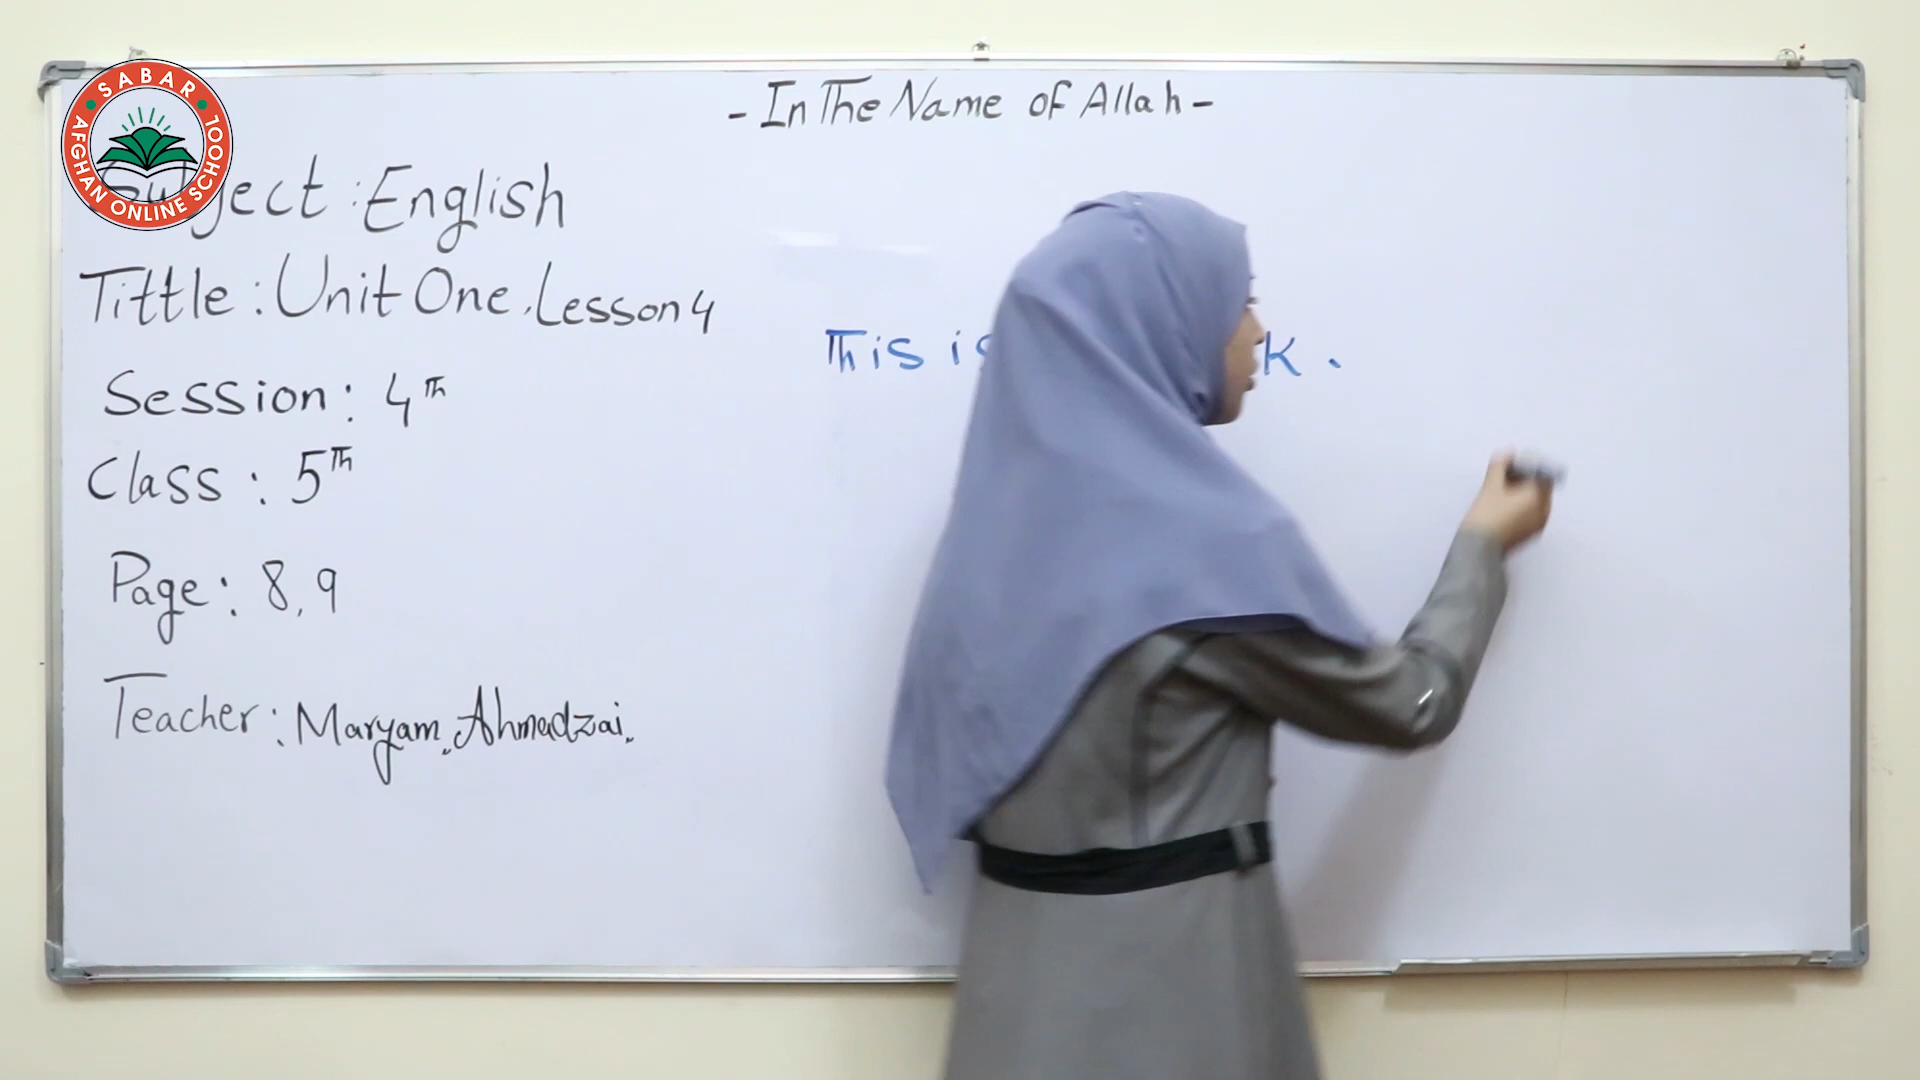 SABAR
AFGHAN ONLINE SCHOOL
- In The Name of Allah -
Subject : English
Tittle : Unit One, Lesson 4
Session : 4th
Class : 5th
Page : 8, 9
Teacher : Maryam "Ahmadzai"
This is k .